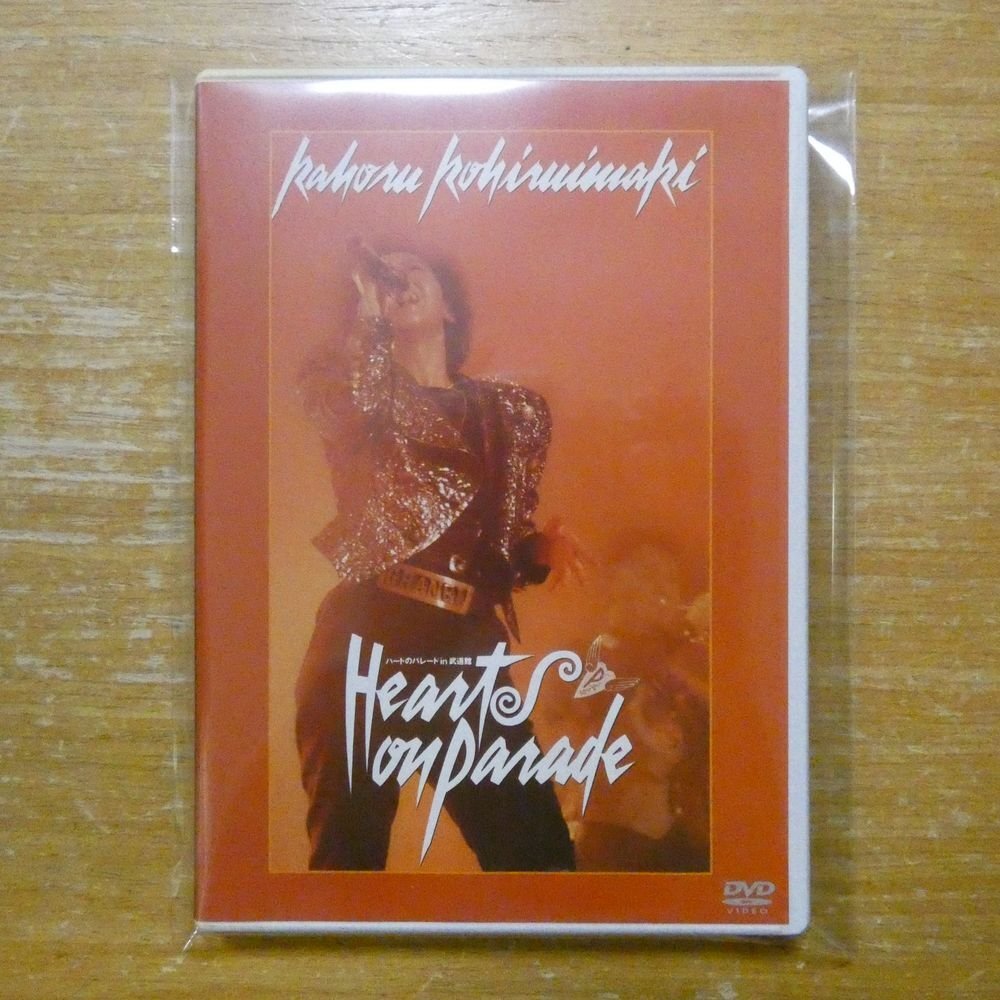 Kahoru Kohiruimaki
ハートのパレード in 武道館
Hearts
on Parade
DVD
VIDEO